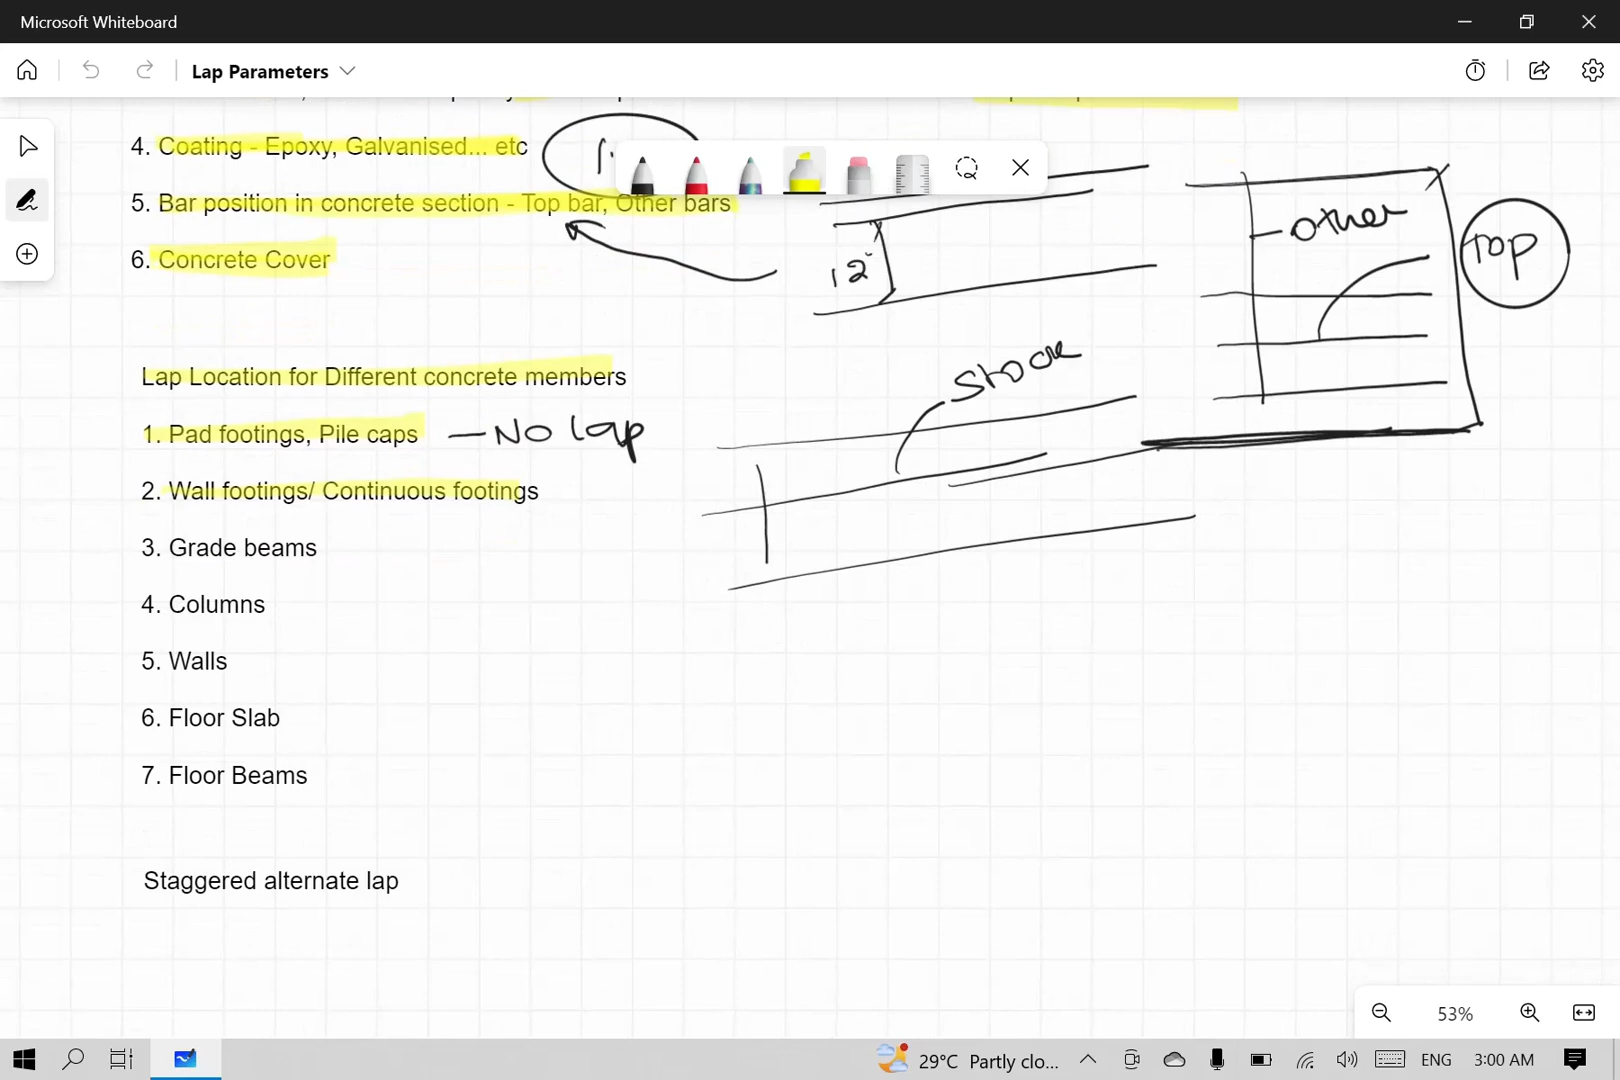 Microsoft Whiteboard
Lap Parameters
4. Coating - Epoxy, Galvanised... etc
5. Bar position in concrete section - Top bar, Other bars
6. Concrete Cover
12"
other
Top
Lap Location for Different concrete members
1. Pad footings, Pile caps
— No lap
2. Wall footings/ Continuous footings
3. Grade beams
4. Columns
5. Walls
6. Floor Slab
7. Floor Beams
Staggered alternate lap
53%
29°C Partly clo...
ENG
3:00 AM